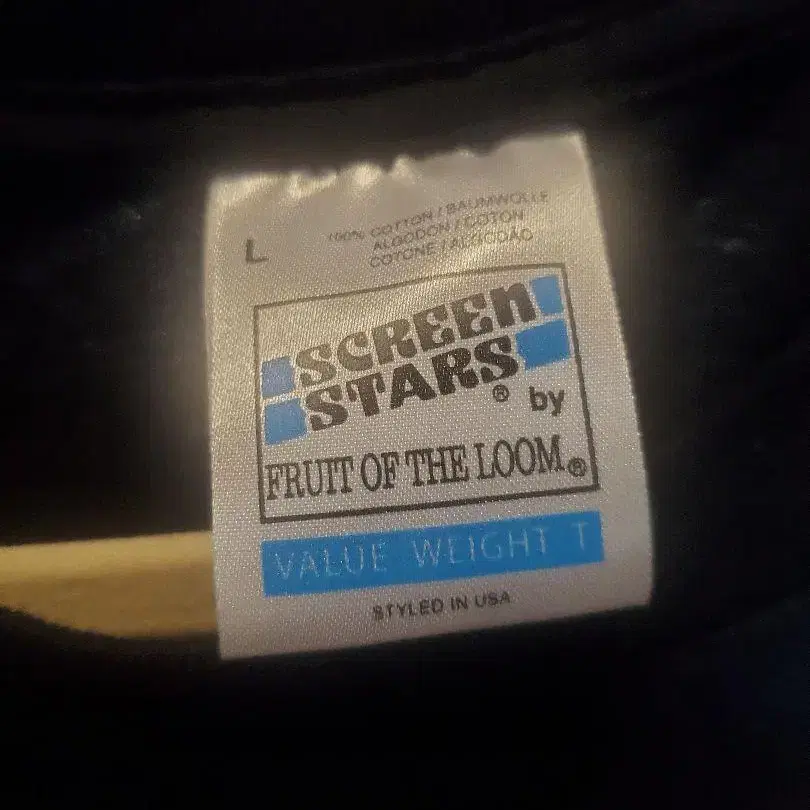 L
100% COTTON / BAUMWOLLE
ALGODON / COTON
COTONE / ALGODAO
SCREEN
STARS® by
FRUIT OF THE LOOM®
VALUE WEIGHT T
STYLED IN USA